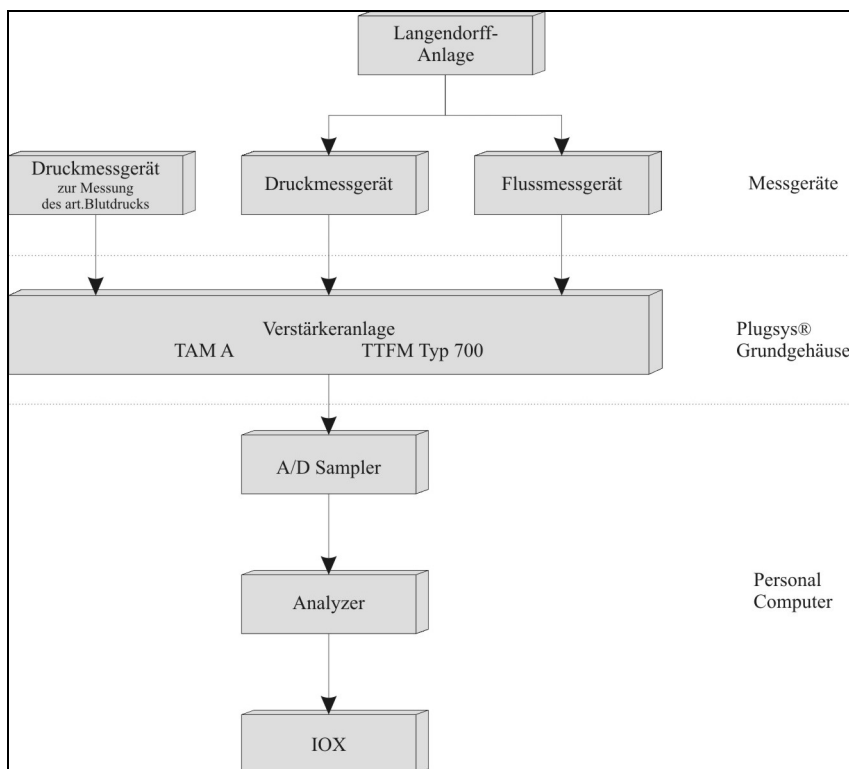 Langendorff-
Anlage
Druckmessgerät
zur Messung
des art.Blutdrucks
Druckmessgerät
Flussmessgerät
Messgeräte
Verstärkeranlage
TAM A TTFM Typ 700
Plugsys®
Grundgehäuse
A/D Sampler
Analyzer
Personal
Computer
IOX